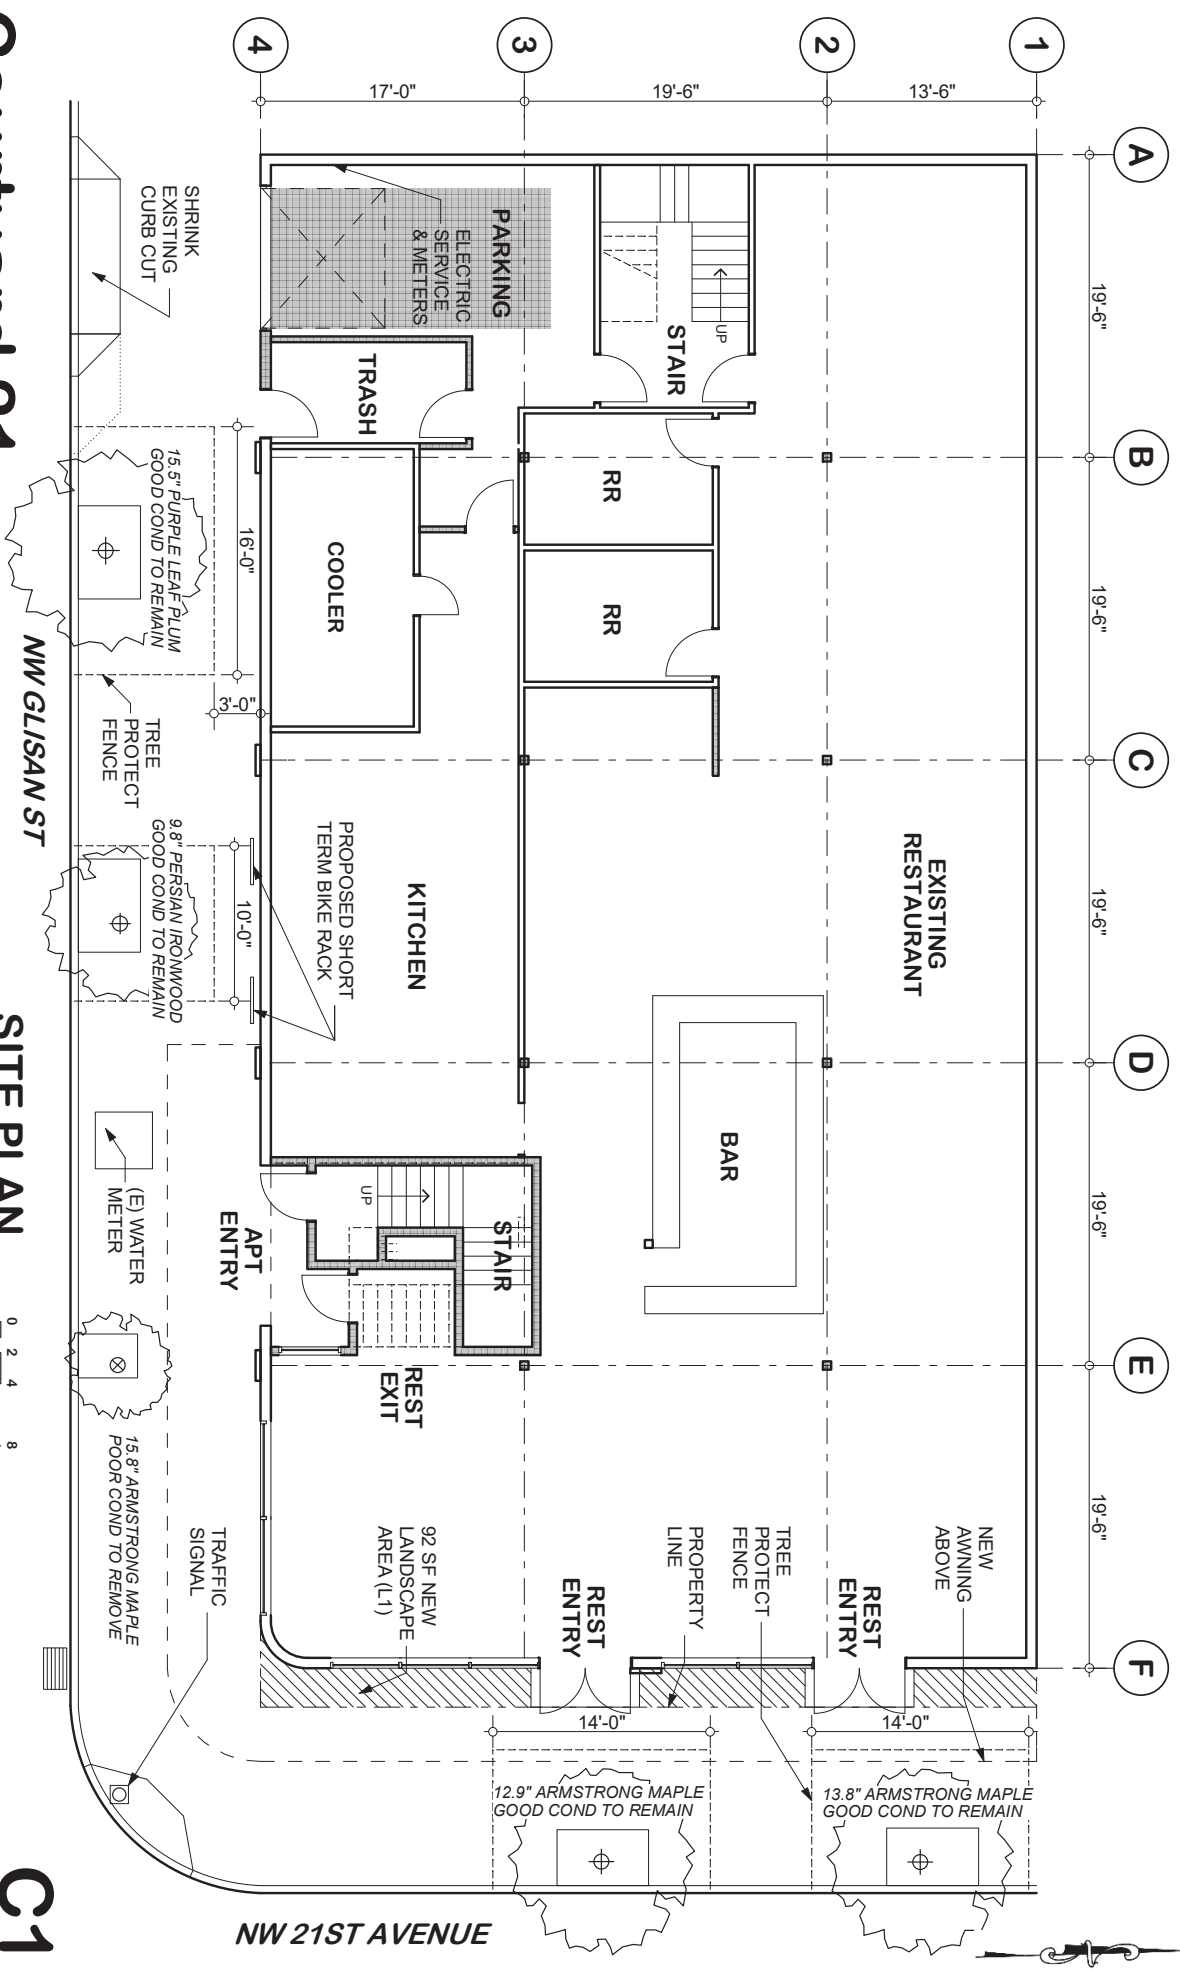 1
2
3
4
13'-6"
19'-6"
17'-0"
A
B
C
D
E
F
19'-6"
19'-6"
19'-6"
19'-6"
19'-6"
EXISTING
RESTAURANT
NEW
AWNING
ABOVE
REST
ENTRY
TREE
PROTECT
FENCE
PROPERTY
LINE
REST
ENTRY
92 SF NEW
LANDSCAPE
AREA (L1)
BAR
STAIR
UP
RR
RR
PARKING
ELECTRIC
SERVICE
& METERS
TRASH
COOLER
KITCHEN
PROPOSED SHORT
TERM BIKE RACK
STAIR
UP
REST
EXIT
APT
ENTRY
TRAFFIC
SIGNAL
SHRINK
EXISTING
CURB CUT
16'-0"
3'-0"
10'-0"
15.5" PURPLE LEAF PLUM
GOOD COND TO REMAIN
TREE
PROTECT
FENCE
9.8" PERSIAN IRONWOOD
GOOD COND TO REMAIN
(E) WATER
METER
15.8" ARMSTRONG MAPLE
POOR COND TO REMOVE
14'-0"
14'-0"
12.9" ARMSTRONG MAPLE
GOOD COND TO REMAIN
13.8" ARMSTRONG MAPLE
GOOD COND TO REMAIN
NW GLISAN ST
NW 21ST AVENUE
SITE PLAN
0 2 4 8
C1